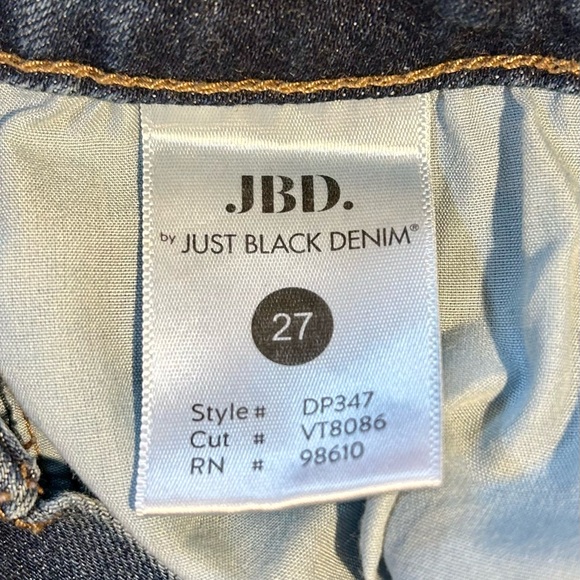 JBD.
by JUST BLACK DENIM®
27
Style # DP347
Cut # VT8086
RN # 98610